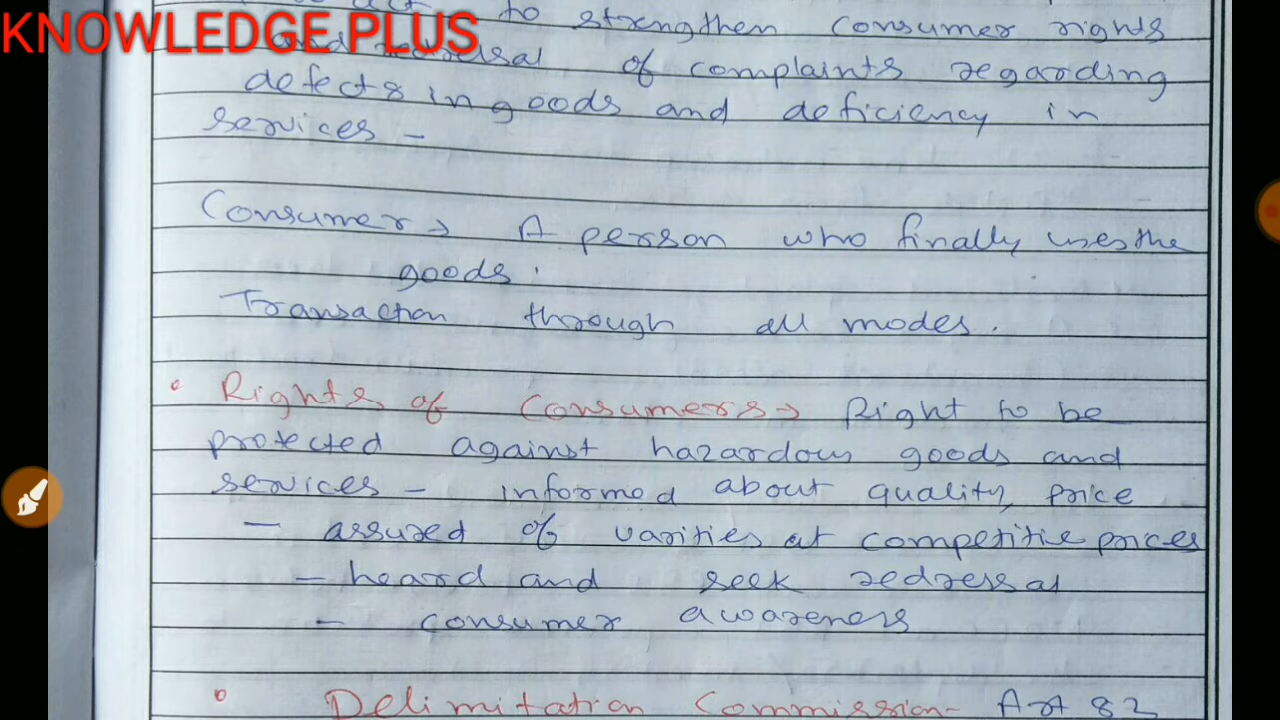 to strengthen consumer rights
KNOWLEDGE PLUS
and redressal of complaints regarding
defects in goods and deficiency in
services -
Consumer → A person who finally uses the
goods.
Transaction through all modes.
• Rights of Consumers → Right to be
protected against hazardous goods and
services - informed about quality, price
- assured of varities at competitie prices
- heard and seek redressal
- consumer awareness
• Delimitation Commission - Art 82